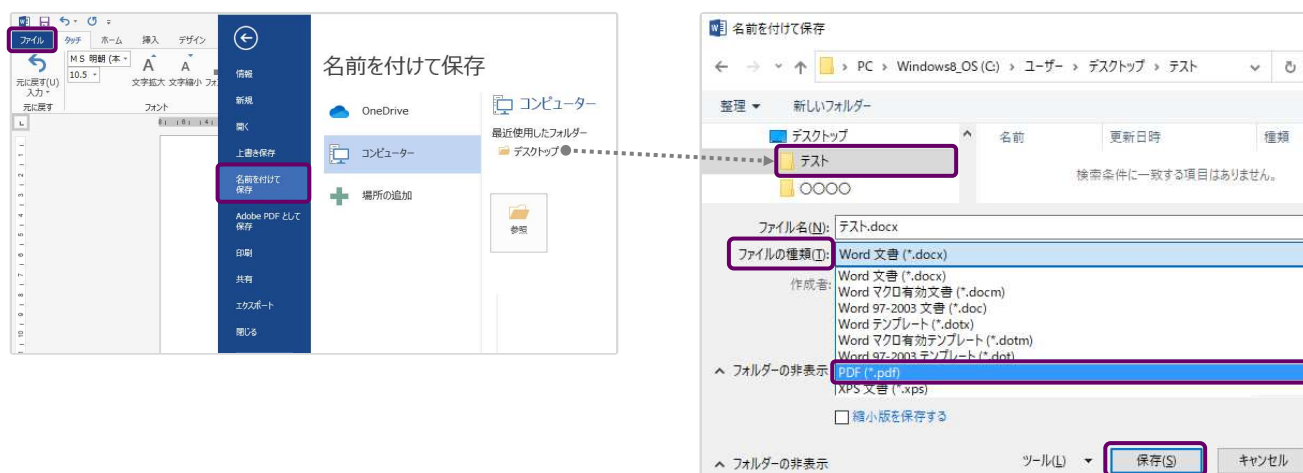 ファイル
タッチ
ホーム
挿入
デザイン
元に戻す(U)
入力
元に戻す
MS 明朝 (本
10.5
A
A
文字拡大
文字縮小
フォント
情報
新規
開く
上書き保存
名前を付けて
保存
Adobe PDF として
保存
印刷
共有
エクスポート
閉じる
名前を付けて保存
OneDrive
コンピューター
場所の追加
コンピューター
最近使用したフォルダー
デスクトップ
参照
名前を付けて保存
PC › Windows8_OS (C:) › ユーザー › デスクトップ › テスト
整理 新しいフォルダー
デスクトップ
テスト
〇〇〇〇
名前 更新日時 種類
検索条件に一致する項目はありません。
ファイル名(N): テスト.docx
ファイルの種類(T): Word 文書 (*.docx)
作成者:
Word 文書 (*.docx)
Word マクロ有効文書 (*.docm)
Word 97-2003 文書 (*.doc)
Word テンプレート (*.dotx)
Word マクロ有効テンプレート (*.dotm)
Word 97-2003 テンプレート (*.dot)
PDF (*.pdf)
XPS 文書 (*.xps)
フォルダーの非表示
縮小版を保存する
フォルダーの非表示
ツール(L) 保存(S) キャンセル